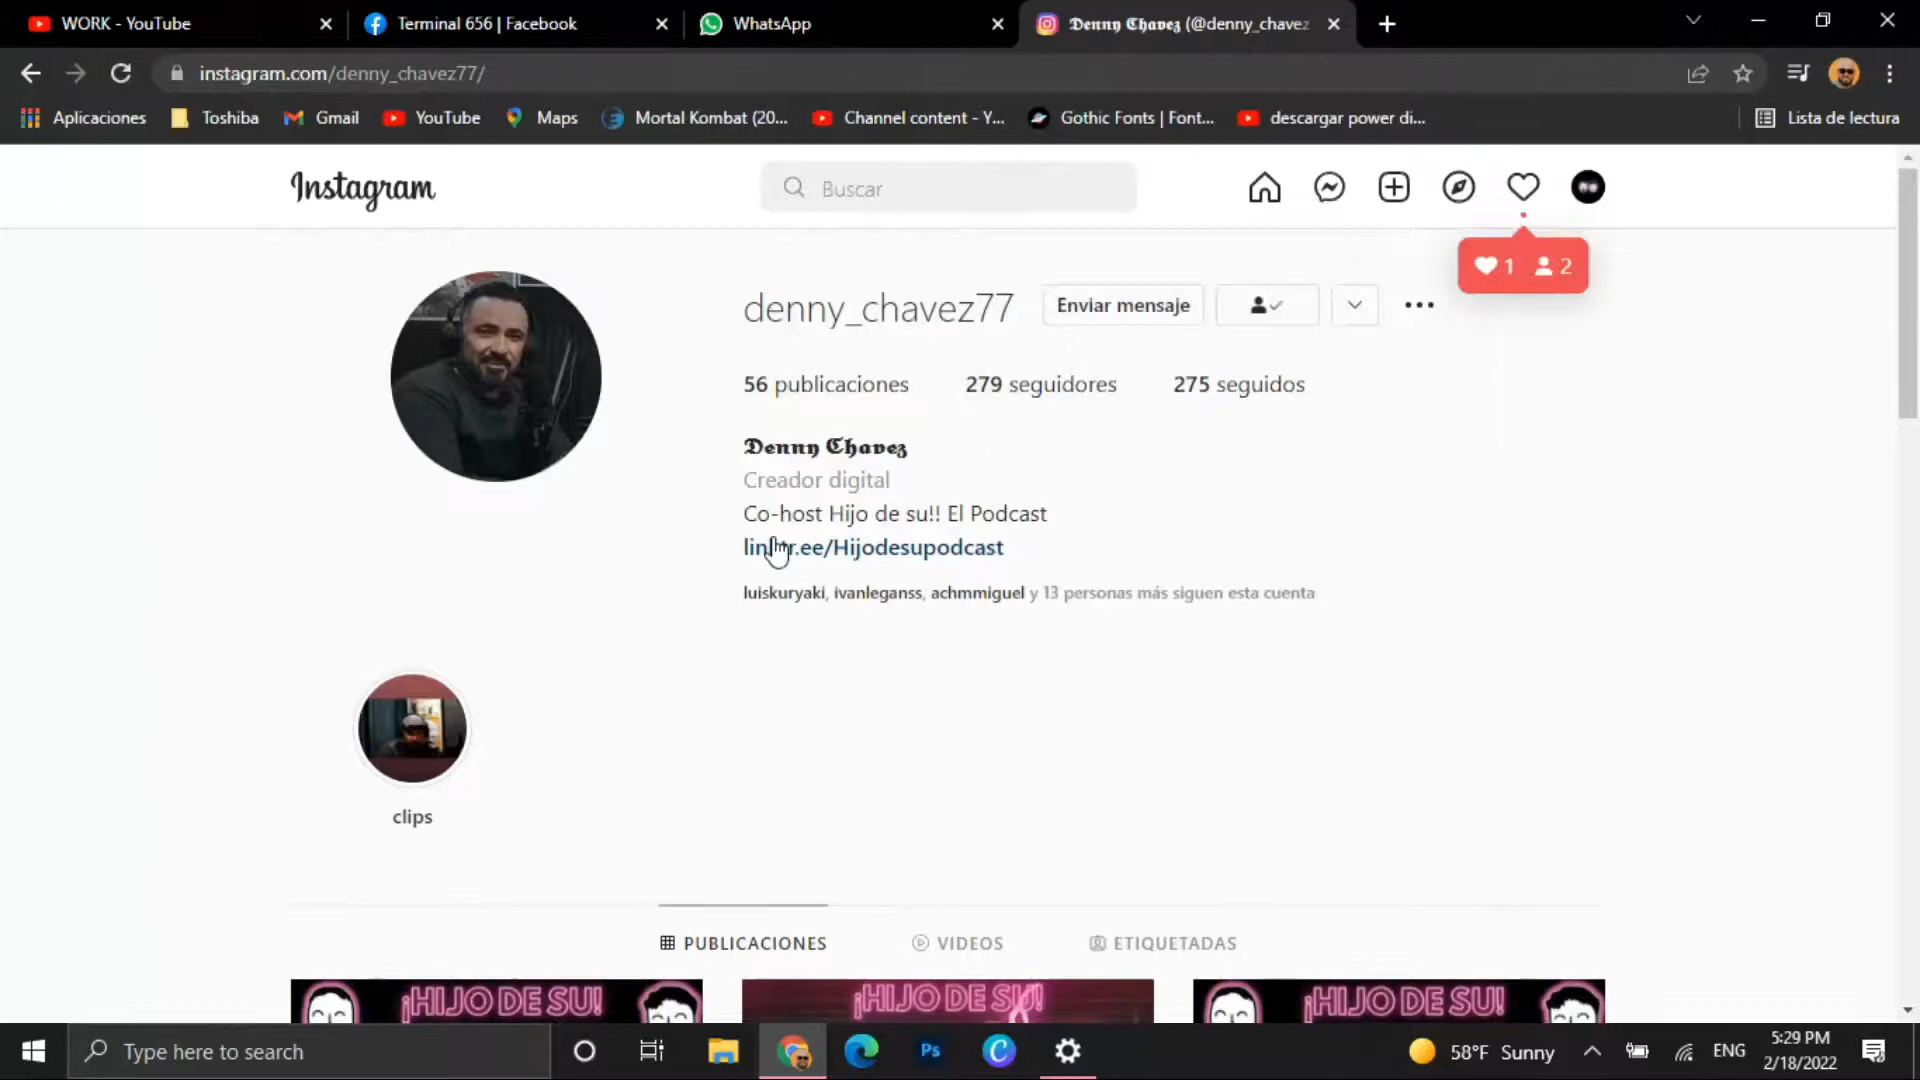 WORK - YouTube
Terminal 656 | Facebook
WhatsApp
𝕯𝖊𝖓𝖓𝖞 𝕮𝖍𝖆𝖛𝖊𝖟 (@denny_chavez
instagram.com/denny_chavez77/
Aplicaciones
Toshiba
Gmail
YouTube
Maps
Mortal Kombat (20...
Channel content - Y...
Gothic Fonts | Font...
descargar power di...
Lista de lectura
Instagram
Buscar
1 2
denny_chavez77
Enviar mensaje
56 publicaciones
279 seguidores
275 seguidos
𝕯𝖊𝖓𝖓𝖞 𝕮𝖍𝖆𝖛𝖊𝖟
Creador digital
Co-host Hijo de su!! El Podcast
.ee/Hijodesupodcast
luiskuryaki, ivanleganss, achmmiguel y 13 personas más siguen esta cuenta
clips
PUBLICACIONES
VIDEOS
ETIQUETADAS
¡HIJO DE SU!
¡HIJO DE SU!
¡HIJO DE SU!
Type here to search
Ps
58°F Sunny
ENG
5:29 PM
2/18/2022